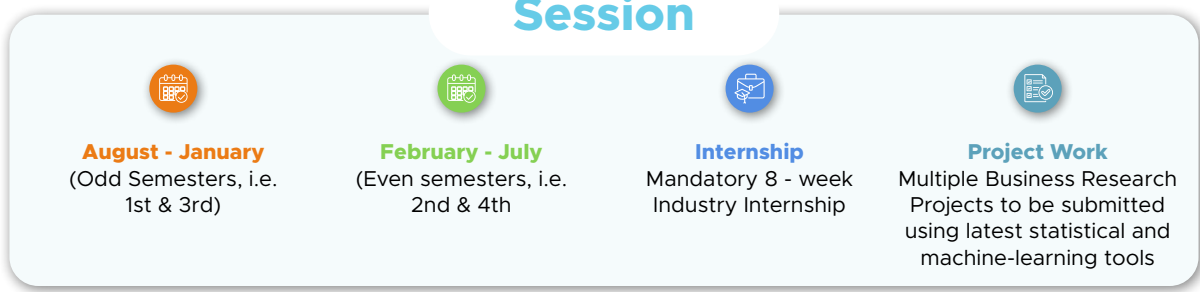 Session
August - January
(Odd Semesters, i.e.
1st & 3rd)
February - July
(Even semesters, i.e.
2nd & 4th
Internship
Mandatory 8 - week
Industry Internship
Project Work
Multiple Business Research
Projects to be submitted
using latest statistical and
machine-learning tools